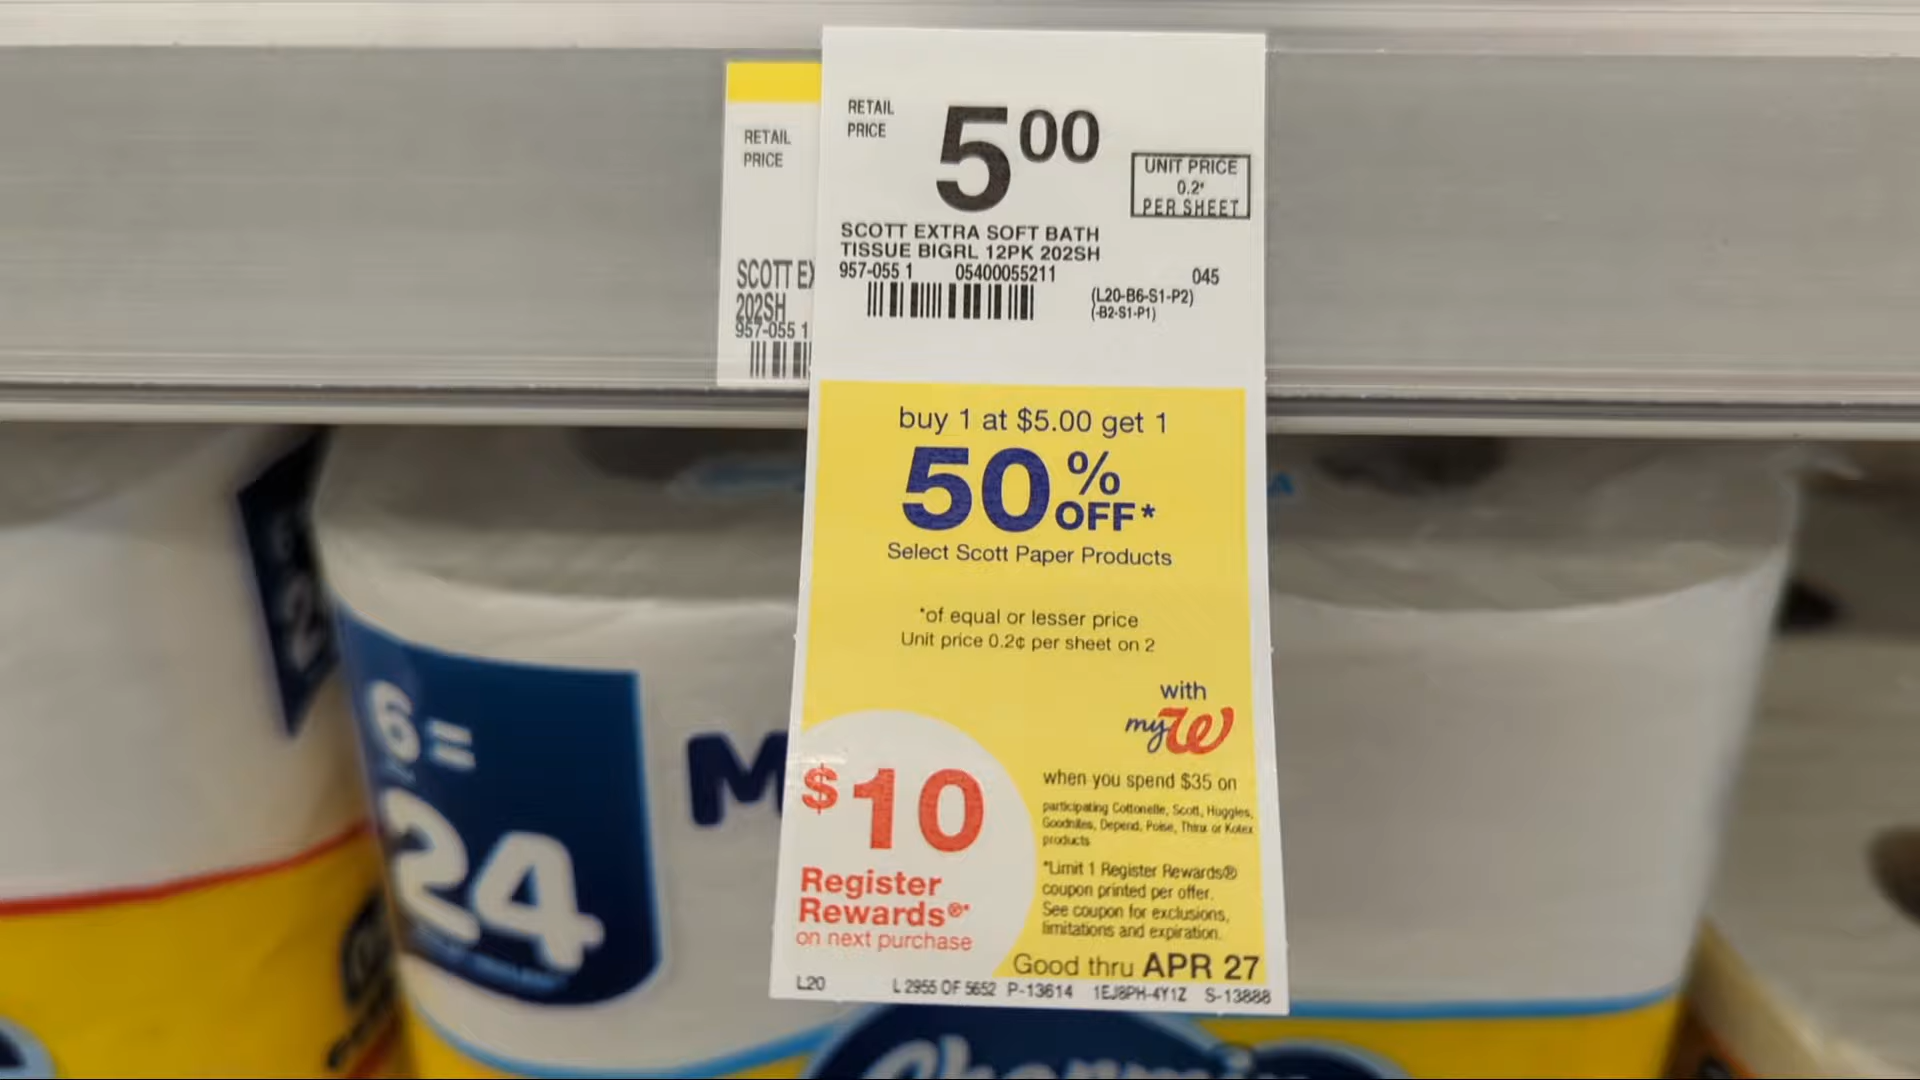 RETAIL
PRICE
SCOTT EX
202SH
957-055 1
RETAIL
PRICE
500
UNIT PRICE
0.2¢
PER SHEET
SCOTT EXTRA SOFT BATH
TISSUE BIGRL 12PK 202SH
957-055 1 05400055211
045
(L20-B6-S1-P2)
(-B2-S1-P1)
buy 1 at $5.00 get 1
50% OFF*
Select Scott Paper Products
*of equal or lesser price
Unit price 0.2¢ per sheet on 2
with
myW
$10
Register
Rewards®*
on next purchase
when you spend $35 on
participating Cottonelle, Scott, Huggies,
Goodnites, Depend, Poise, Thinx or Kotex
products
*Limit 1 Register Rewards®
coupon printed per offer.
See coupon for exclusions,
limitations and expiration.
Good thru APR 27
L20 L 2955 OF 5652 P-13614 1EJ8PH-4Y1Z S-13888
6 =
24
M
Charmin